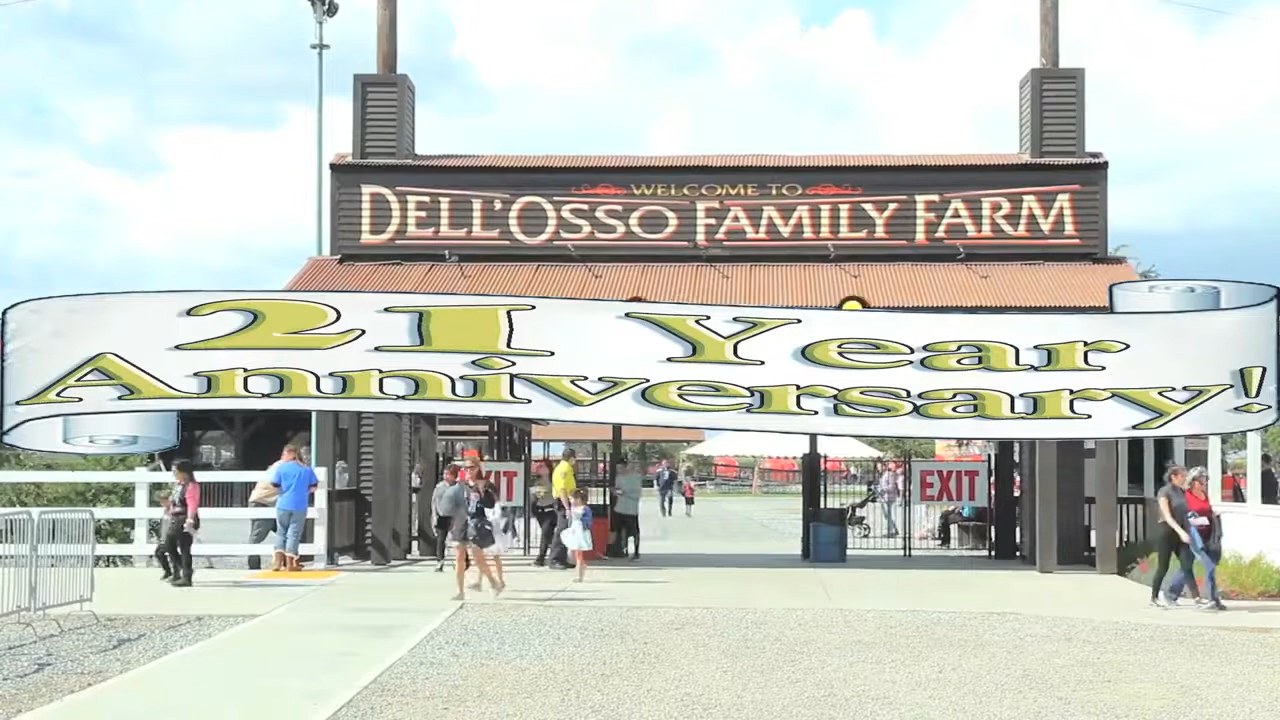 WELCOME TO
DELL'OSSO FAMILY FARM
21 Year
Anniversary!
EXIT
EXIT